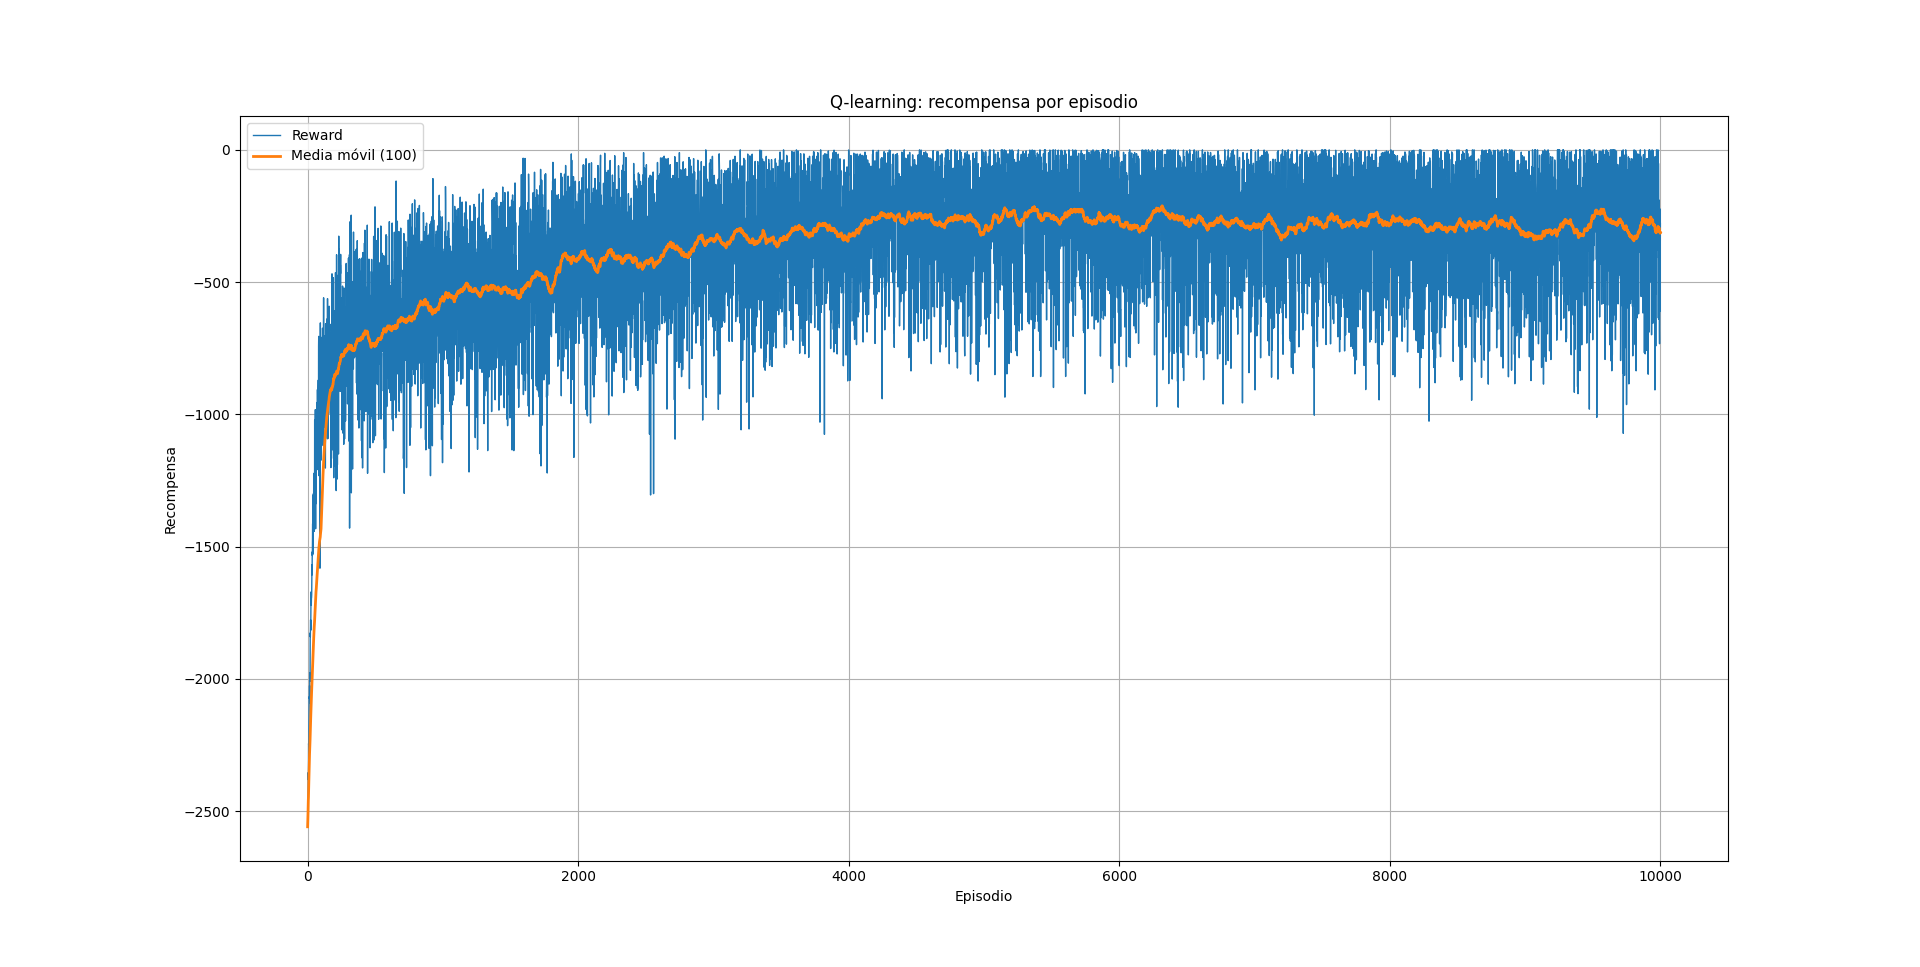 Q-learning: recompensa por episodio
Reward
Media móvil (100)
0
−500
−1000
−1500
−2000
−2500
Recompensa
0 2000 4000 6000 8000 10000
Episodio